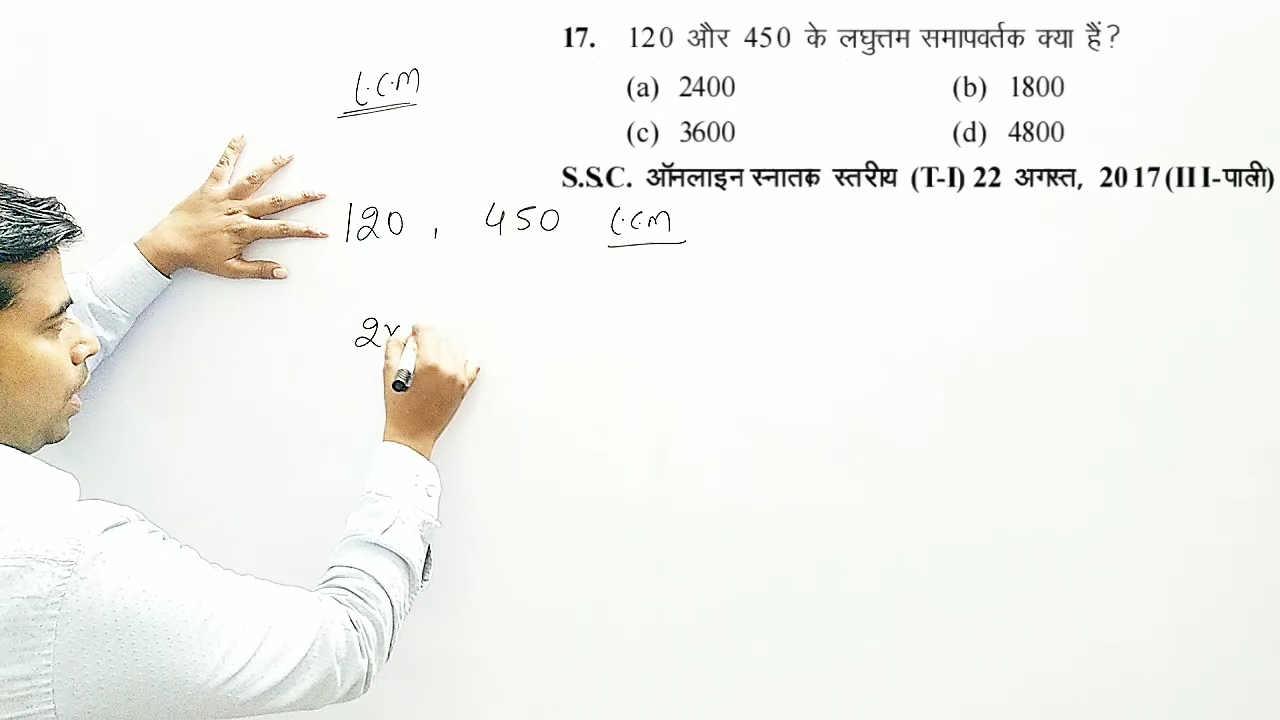 17. 120 और 450 के लघुत्तम समापवर्तक क्या हैं?
(a) 2400 (b) 1800
(c) 3600 (d) 4800
S.S.C. ऑनलाइन स्नातक स्तरीय (T-I) 22 अगस्त, 2017 (III-पाली)
L.C.M
120 , 450 L.C.M
2×